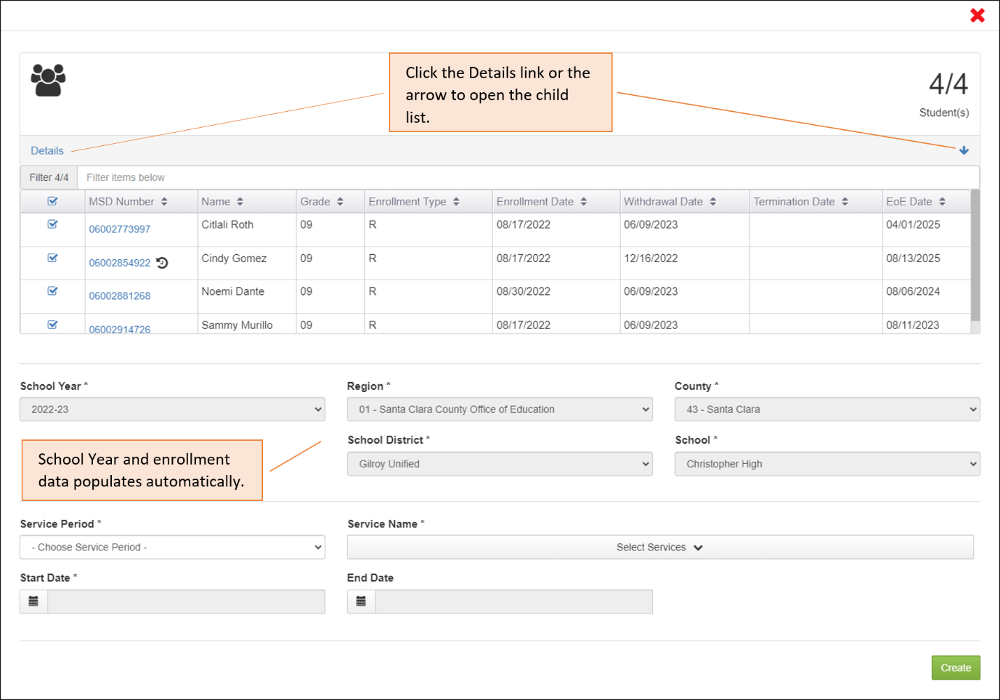 Click the Details link or the
arrow to open the child
list.
4/4
Student(s)
Details
Filter 4/4 Filter items below
MSD Number Name Grade Enrollment Type Enrollment Date Withdrawal Date Termination Date EoE Date
06002773997 Citlali Roth 09 R 08/17/2022 06/09/2023 04/01/2025
06002854922 Cindy Gomez 09 R 08/17/2022 12/16/2022 08/13/2025
06002881268 Noemi Dante 09 R 08/30/2022 06/09/2023 08/06/2024
06002914726 Sammy Murillo 09 R 08/17/2022 06/09/2023 08/11/2023
School Year * Region * County *
2022-23 01 - Santa Clara County Office of Education 43 - Santa Clara
School District * School *
Gilroy Unified Christopher High
School Year and enrollment
data populates automatically.
Service Period * Service Name *
- Choose Service Period - Select Services
Start Date * End Date
Create